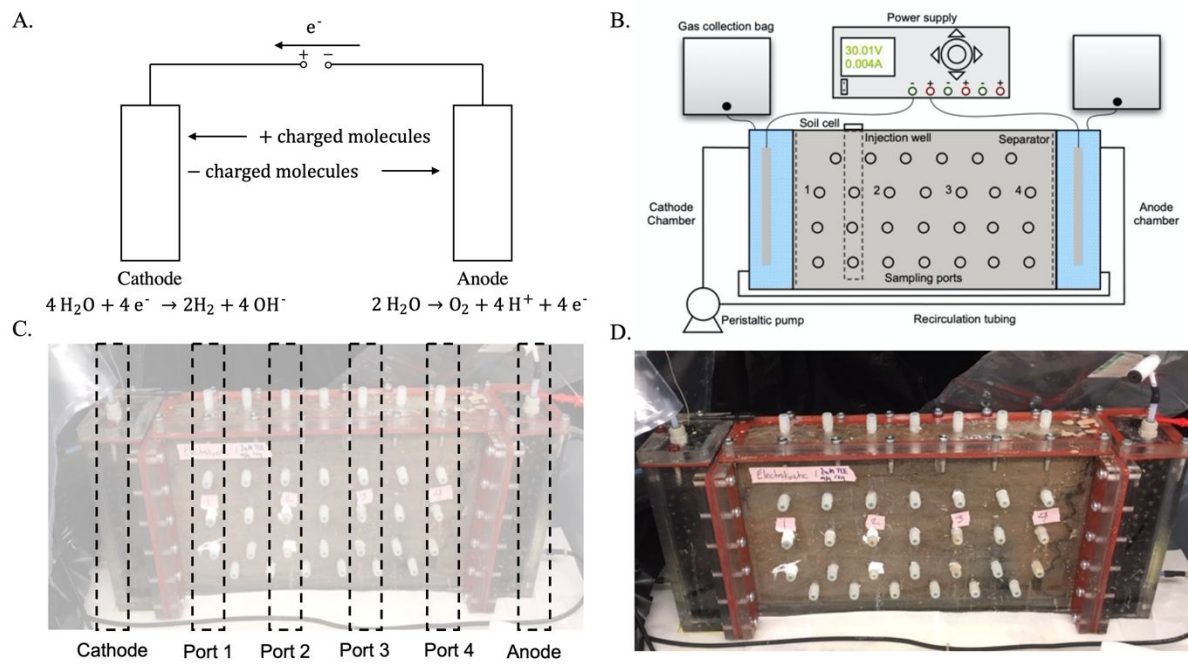 A.
e⁻
+ −
+ charged molecules
− charged molecules
Cathode
Anode
4 H₂O + 4 e⁻ → 2H₂ + 4 OH⁻
2 H₂O → O₂ + 4 H⁺ + 4 e⁻
B.
Power supply
Gas collection bag
30.01V
0.004A
- + - + - +
Soil cell
Injection well
Separator
1 2 3 4
Cathode
Chamber
Anode
chamber
Sampling ports
Peristaltic pump
Recirculation tubing
C.
Cathode
Port 1
Port 2
Port 3
Port 4
Anode
D.
Electrokinetic
1 2 3 4